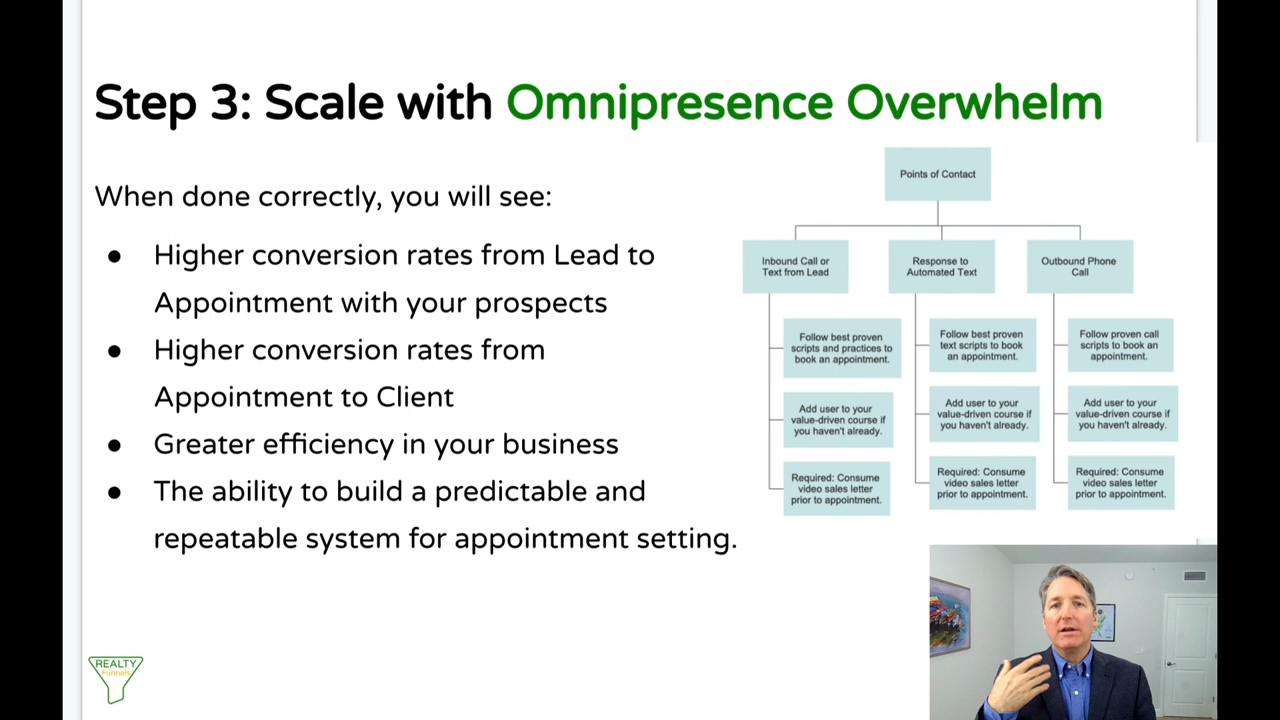 Step 3: Scale with Omnipresence Overwhelm
When done correctly, you will see:
● Higher conversion rates from Lead to
Appointment with your prospects
● Higher conversion rates from
Appointment to Client
● Greater efficiency in your business
● The ability to build a predictable and
repeatable system for appointment setting.
Points of Contact
Inbound Call or
Text from Lead
Follow best proven
scripts and practices to
book an appointment.
Add user to your
value-driven course if
you haven't already.
Required: Consume
video sales letter
prior to appointment.
Response to
Automated Text
Follow best proven
text scripts to book
an appointment.
Add user to your
value-driven course if
you haven't already.
Required: Consume
video sales letter
prior to appointment.
Outbound Phone
Call
Follow proven call
scripts to book an
appointment.
Add user to your
value-driven course if
you haven't already.
Required: Consume
video sales letter
prior to appointment.
REALTY
Funnels